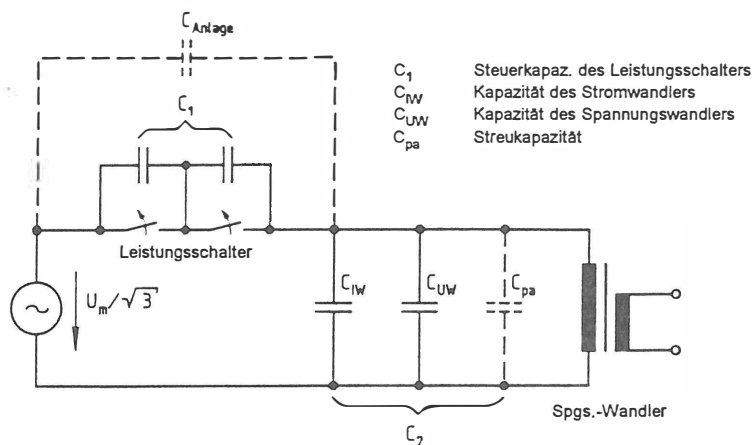 C_Anlage
C_1 Steuerkapaz. des Leistungsschalters
C_IW Kapazität des Stromwandlers
C_UW Kapazität des Spannungswandlers
C_pa Streukapazität
C_1
Leistungsschalter
U_m/√3
C_IW
C_UW
C_pa
Spgs.-Wandler
C_2